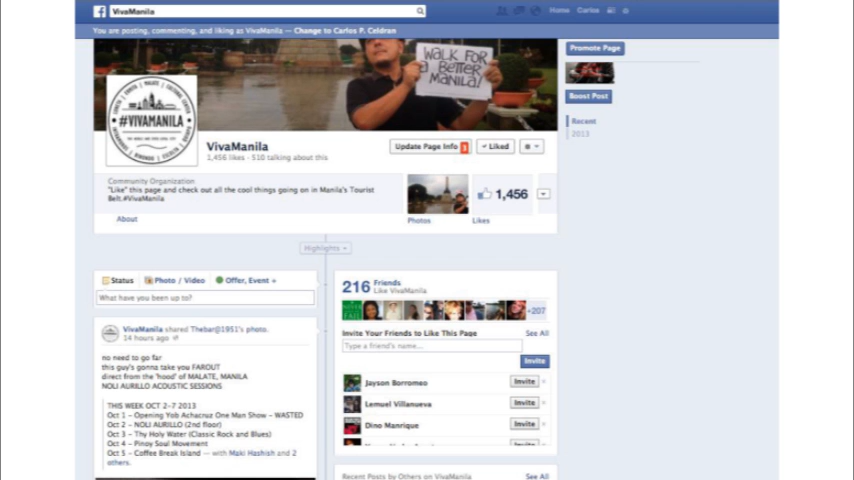 VivaManila
Home Carlos
You are posting, commenting, and liking as VivaManila — Change to Carlos P. Celdran
WALK FOR
A BETTER
MANILA!
Promote Page
Boost Post
Recent
2013
#VIVAMANILA
VivaManila
1,456 likes · 510 talking about this
Update Page Info 3
Liked
Community Organization
"Like" this page and check out all the cool things going on in Manila's Tourist
Belt.#VivaManila
About
1,456
Photos
Likes
Highlights
Status
Photo / Video
Offer, Event +
What have you been up to?
VivaManila shared Thebar@1951's photo.
14 hours ago
no need to go far
this guy's gonna take you FAROUT
direct from the 'hood' of MALATE, MANILA
NOLI AURILLO ACOUSTIC SESSIONS
THIS WEEK OCT 2-7 2013
Oct 1 – Opening Yob Achacruz One Man Show – WASTED
Oct 2 – NOLI AURILLO (2nd floor)
Oct 3 – Thy Holy Water (Classic Rock and Blues)
Oct 4 – Pinoy Soul Movement
Oct 5 – Coffee Break Island — with Maki Hashish and 2
others.
216 Friends
Like VivaManila
+207
Invite Your Friends to Like This Page
See All
Type a friend's name...
Invite
Jayson Borromeo
Invite
Lemuel Villanueva
Invite
Dino Manrique
Invite
Invite
Recent Posts by Others on VivaManila
See All